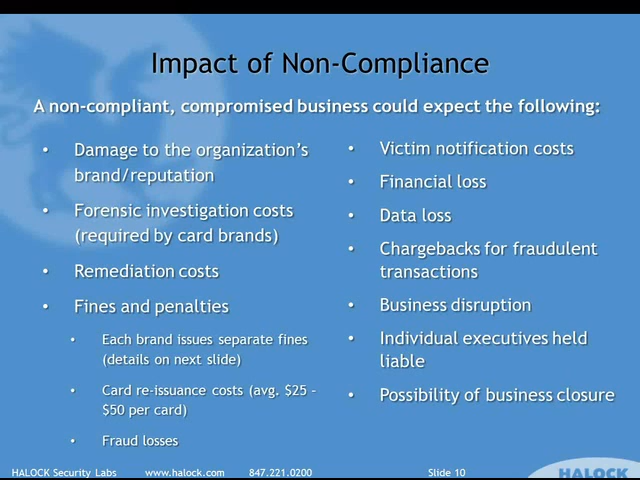 Impact of Non-Compliance
A non-compliant, compromised business could expect the following:
• Damage to the organization's
brand/reputation
• Forensic investigation costs
(required by card brands)
• Remediation costs
• Fines and penalties
• Each brand issues separate fines
(details on next slide)
• Card re-issuance costs (avg. $25 -
$50 per card)
• Fraud losses
• Victim notification costs
• Financial loss
• Data loss
• Chargebacks for fraudulent
transactions
• Business disruption
• Individual executives held
liable
• Possibility of business closure
HALOCK Security Labs www.halock.com 847.221.0200 Slide 10
HALOCK